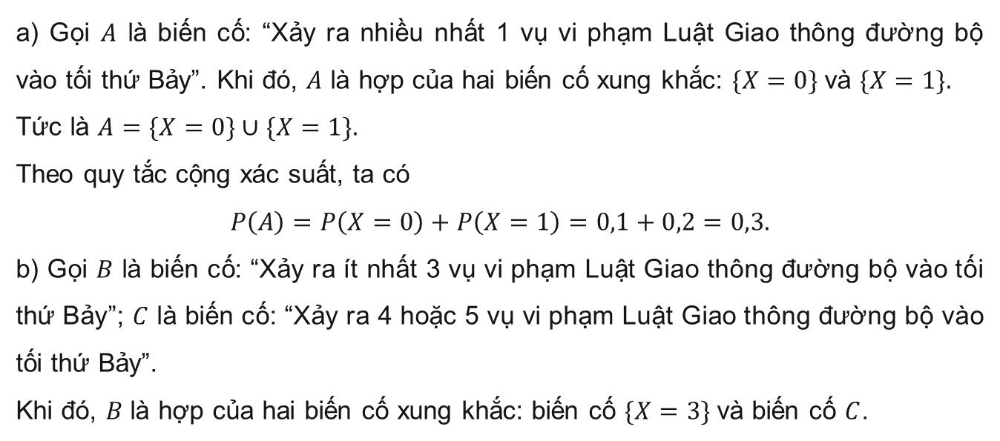 a) Gọi A là biến cố: “Xảy ra nhiều nhất 1 vụ vi phạm Luật Giao thông đường bộ
vào tối thứ Bảy”. Khi đó, A là hợp của hai biến cố xung khắc: {X = 0} và {X = 1}.
Tức là A = {X = 0} ∪ {X = 1}.
Theo quy tắc cộng xác suất, ta có
P(A) = P(X = 0) + P(X = 1) = 0,1 + 0,2 = 0,3.
b) Gọi B là biến cố: “Xảy ra ít nhất 3 vụ vi phạm Luật Giao thông đường bộ vào tối
thứ Bảy”; C là biến cố: “Xảy ra 4 hoặc 5 vụ vi phạm Luật Giao thông đường bộ vào
tối thứ Bảy”.
Khi đó, B là hợp của hai biến cố xung khắc: biến cố {X = 3} và biến cố C.